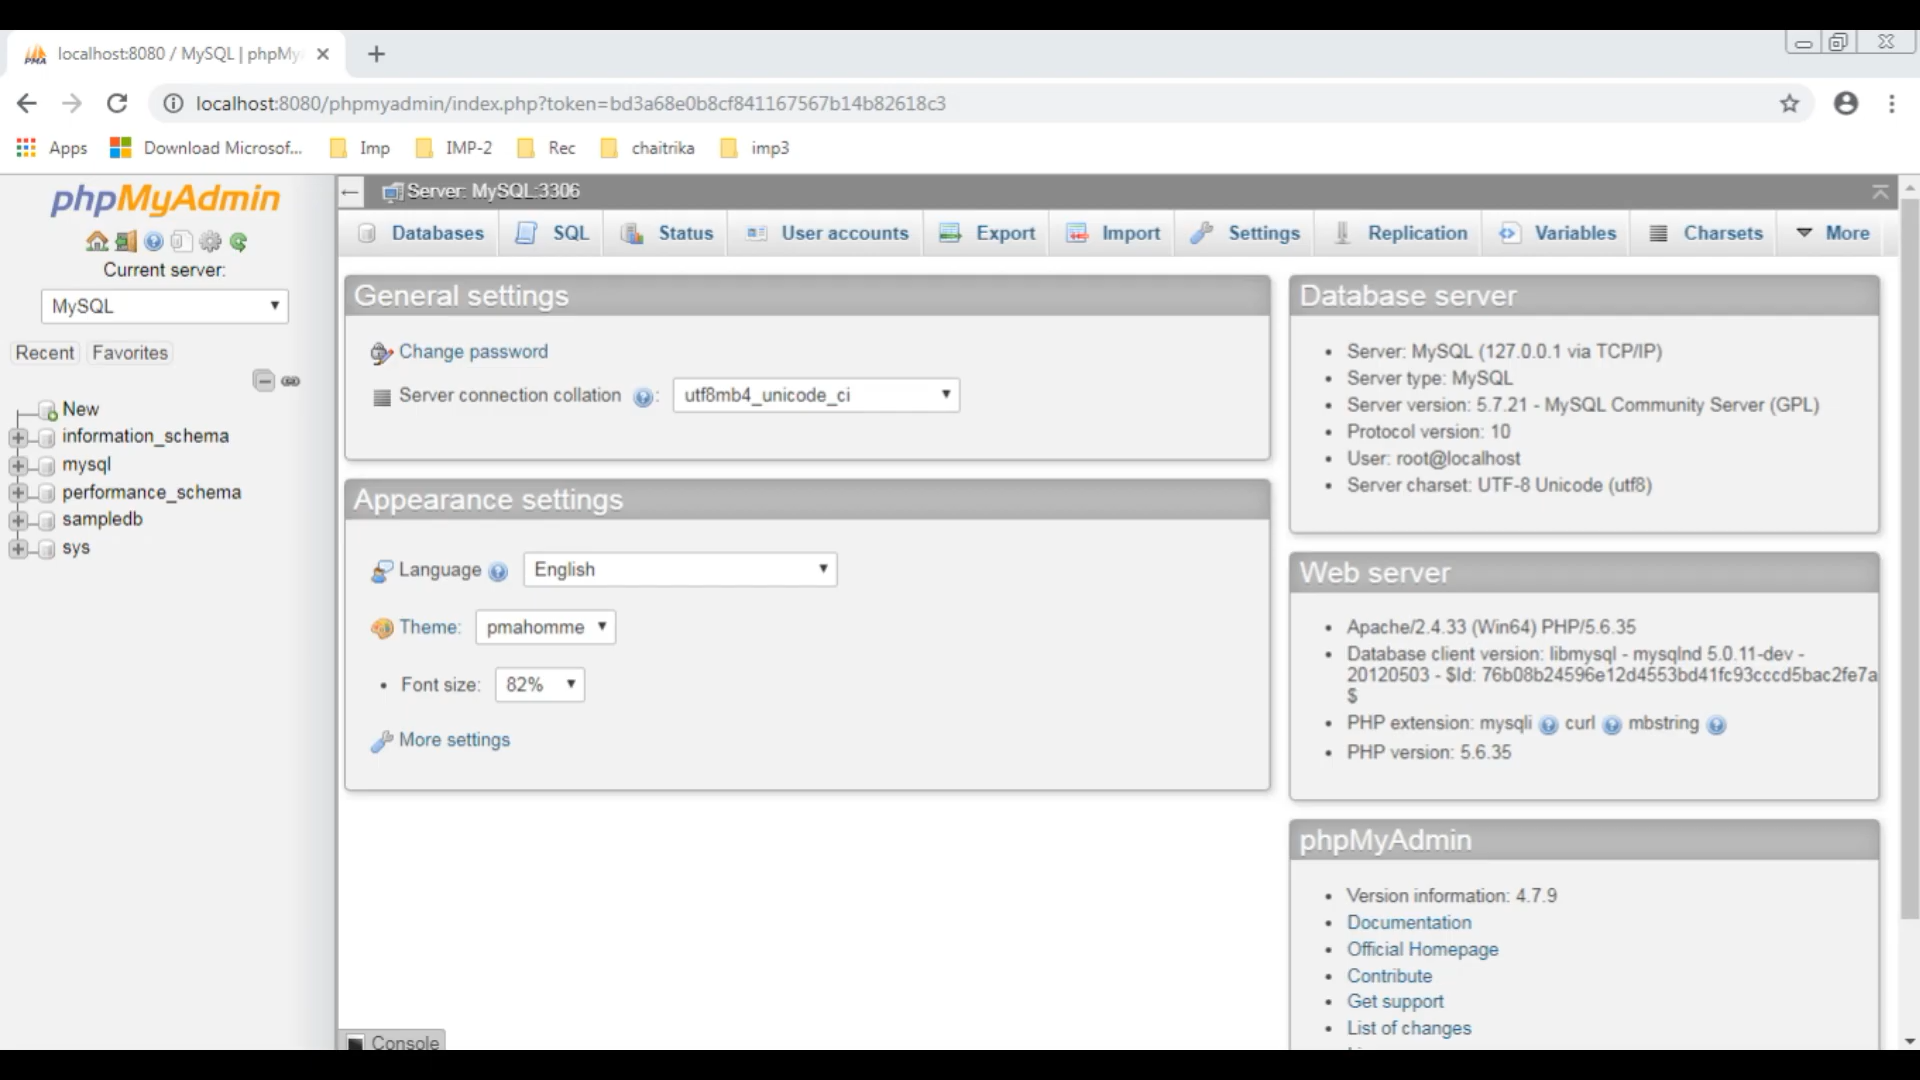 localhost:8080 / MySQL | phpMy
localhost:8080/phpmyadmin/index.php?token=bd3a68e0b8cf841167567b14b82618c3
Apps
Download Microsof...
Imp
IMP-2
Rec
chaitrika
imp3
phpMyAdmin
Current server:
MySQL
Recent Favorites
New
information_schema
mysql
performance_schema
sampledb
sys
Server: MySQL:3306
Databases
SQL
Status
User accounts
Export
Import
Settings
Replication
Variables
Charsets
More
General settings
Change password
Server connection collation : utf8mb4_unicode_ci
Appearance settings
Language English
Theme: pmahomme
• Font size: 82%
More settings
Database server
• Server: MySQL (127.0.0.1 via TCP/IP)
• Server type: MySQL
• Server version: 5.7.21 - MySQL Community Server (GPL)
• Protocol version: 10
• User: root@localhost
• Server charset: UTF-8 Unicode (utf8)
Web server
• Apache/2.4.33 (Win64) PHP/5.6.35
• Database client version: libmysql - mysqlnd 5.0.11-dev -
20120503 - $Id: 76b08b24596e12d4553bd41fc93cccd5bac2fe7a
$
• PHP extension: mysqli curl mbstring
• PHP version: 5.6.35
phpMyAdmin
• Version information: 4.7.9
• Documentation
• Official Homepage
• Contribute
• Get support
• List of changes
Console